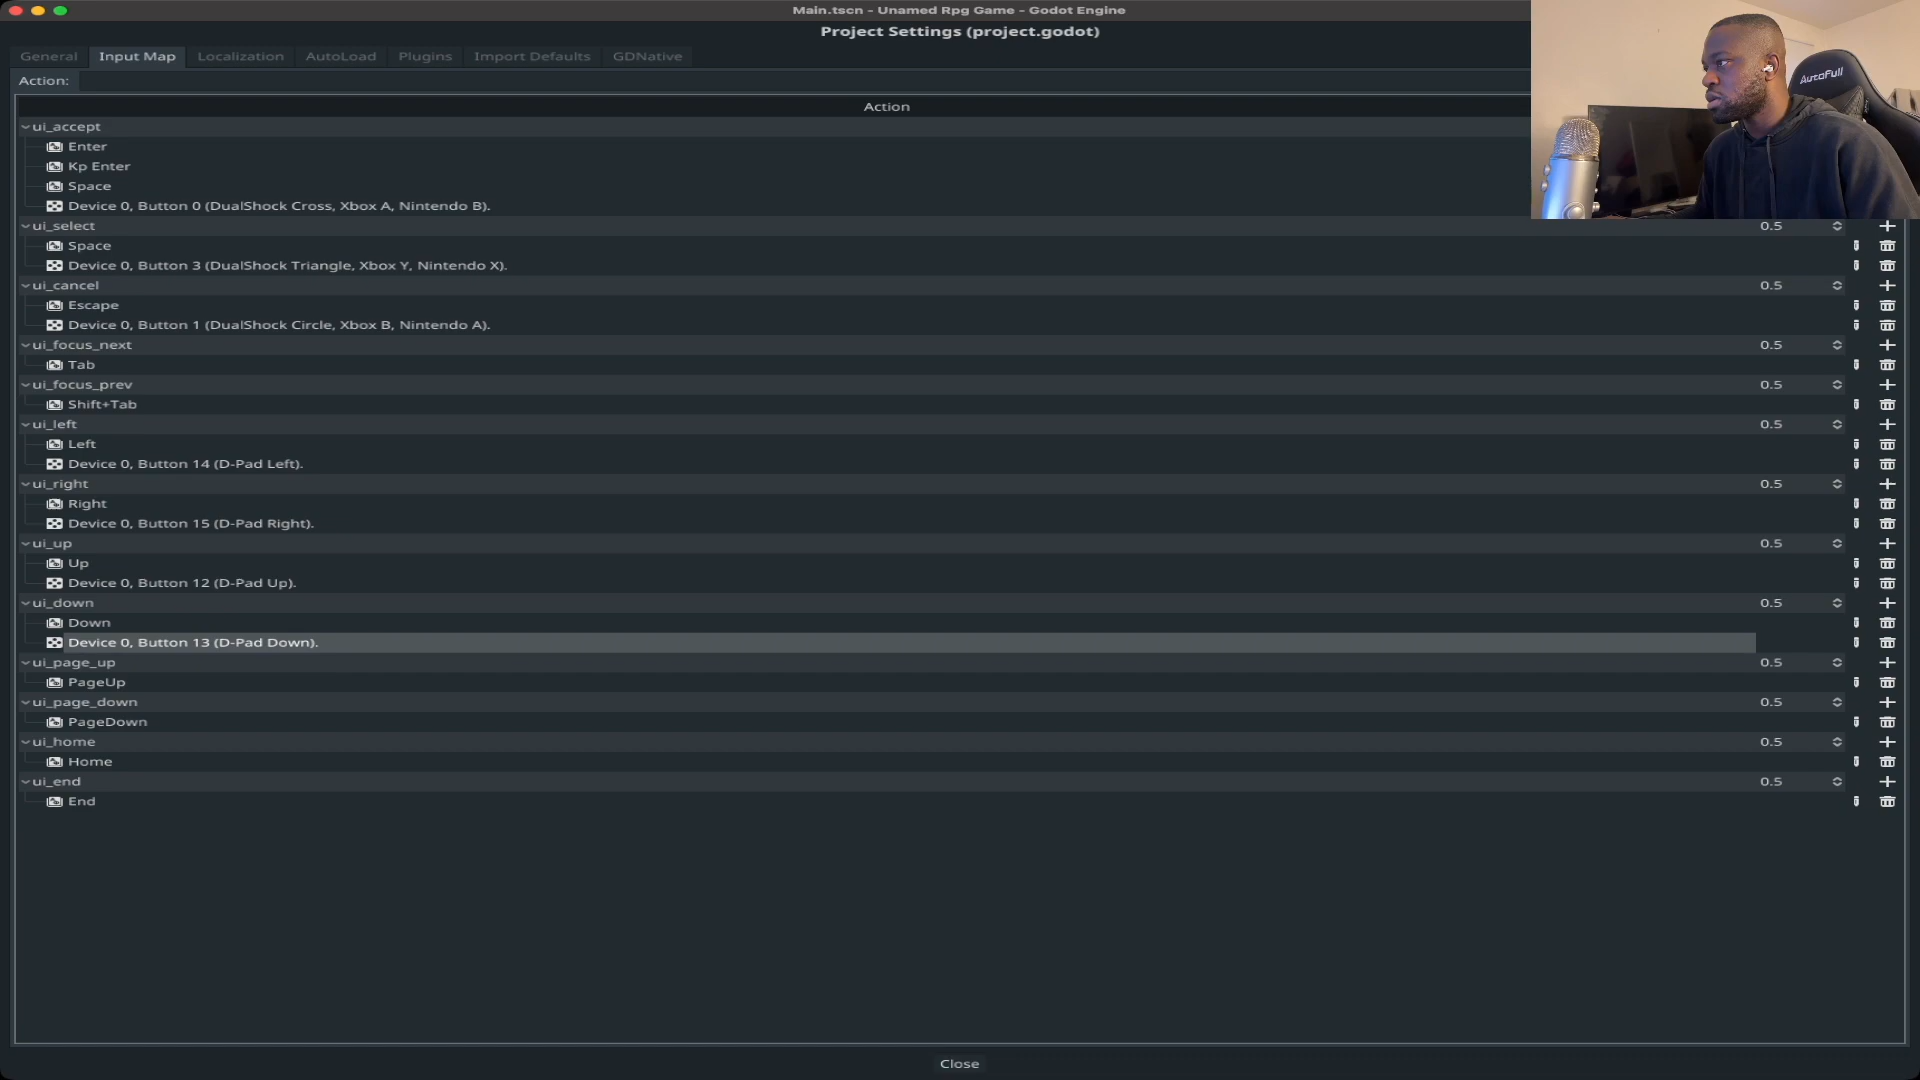 Main.tscn - Unamed Rpg Game - Godot Engine
Project Settings (project.godot)
General Input Map Localization AutoLoad Plugins Import Defaults GDNative
Action:
Action
ui_accept
Enter
Kp Enter
Space
Device 0, Button 0 (DualShock Cross, Xbox A, Nintendo B).
ui_select 0.5
Space
Device 0, Button 3 (DualShock Triangle, Xbox Y, Nintendo X).
ui_cancel 0.5
Escape
Device 0, Button 1 (DualShock Circle, Xbox B, Nintendo A).
ui_focus_next 0.5
Tab
ui_focus_prev 0.5
Shift+Tab
ui_left 0.5
Left
Device 0, Button 14 (D-Pad Left).
ui_right 0.5
Right
Device 0, Button 15 (D-Pad Right).
ui_up 0.5
Up
Device 0, Button 12 (D-Pad Up).
ui_down 0.5
Down
Device 0, Button 13 (D-Pad Down).
ui_page_up 0.5
PageUp
ui_page_down 0.5
PageDown
ui_home 0.5
Home
ui_end 0.5
End
Close
AutoFull